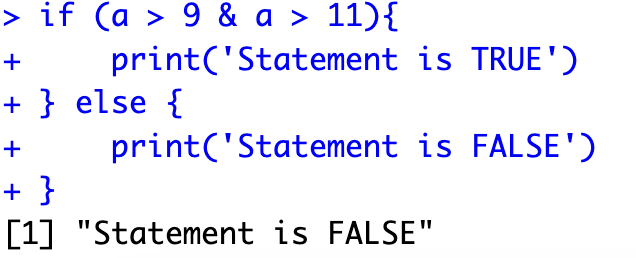 > if (a > 9 & a > 11){
+     print('Statement is TRUE')
+ } else {
+     print('Statement is FALSE')
+ }
[1] "Statement is FALSE"